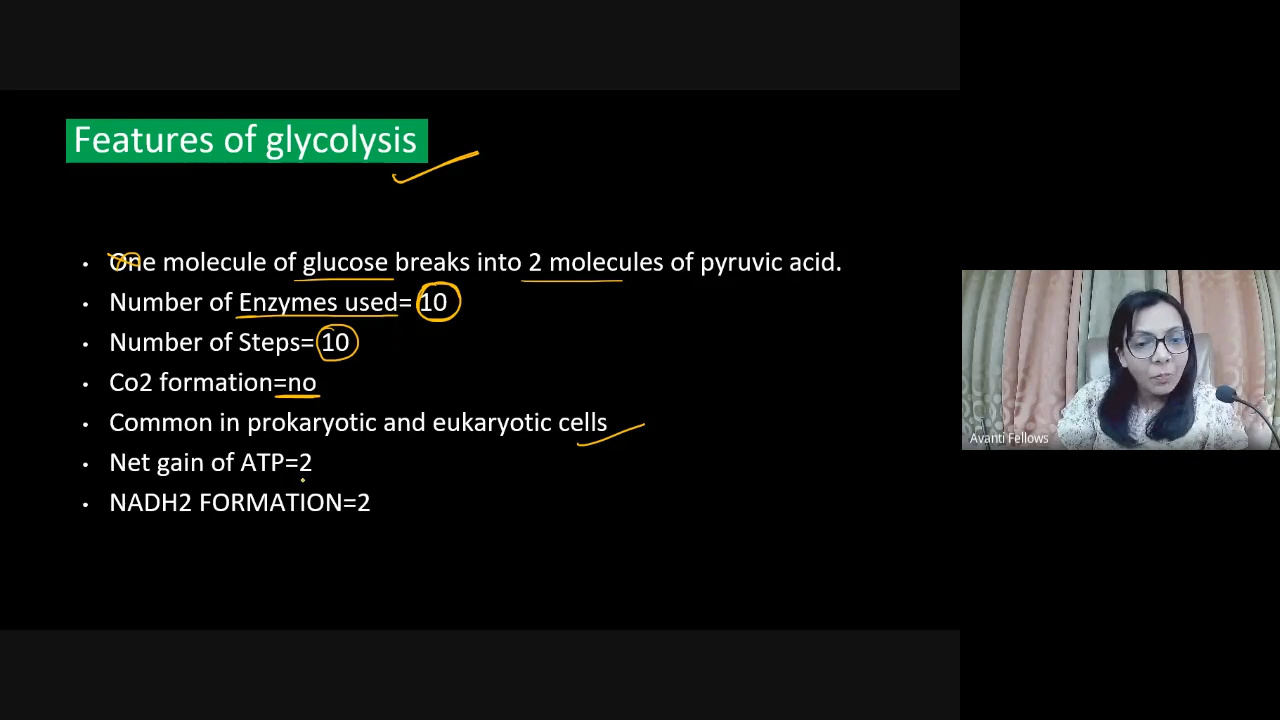 Features of glycolysis
• One molecule of glucose breaks into 2 molecules of pyruvic acid.
• Number of Enzymes used= 10
• Number of Steps= 10
• Co2 formation=no
• Common in prokaryotic and eukaryotic cells
• Net gain of ATP=2
• NADH2 FORMATION=2
Avanti Fellows